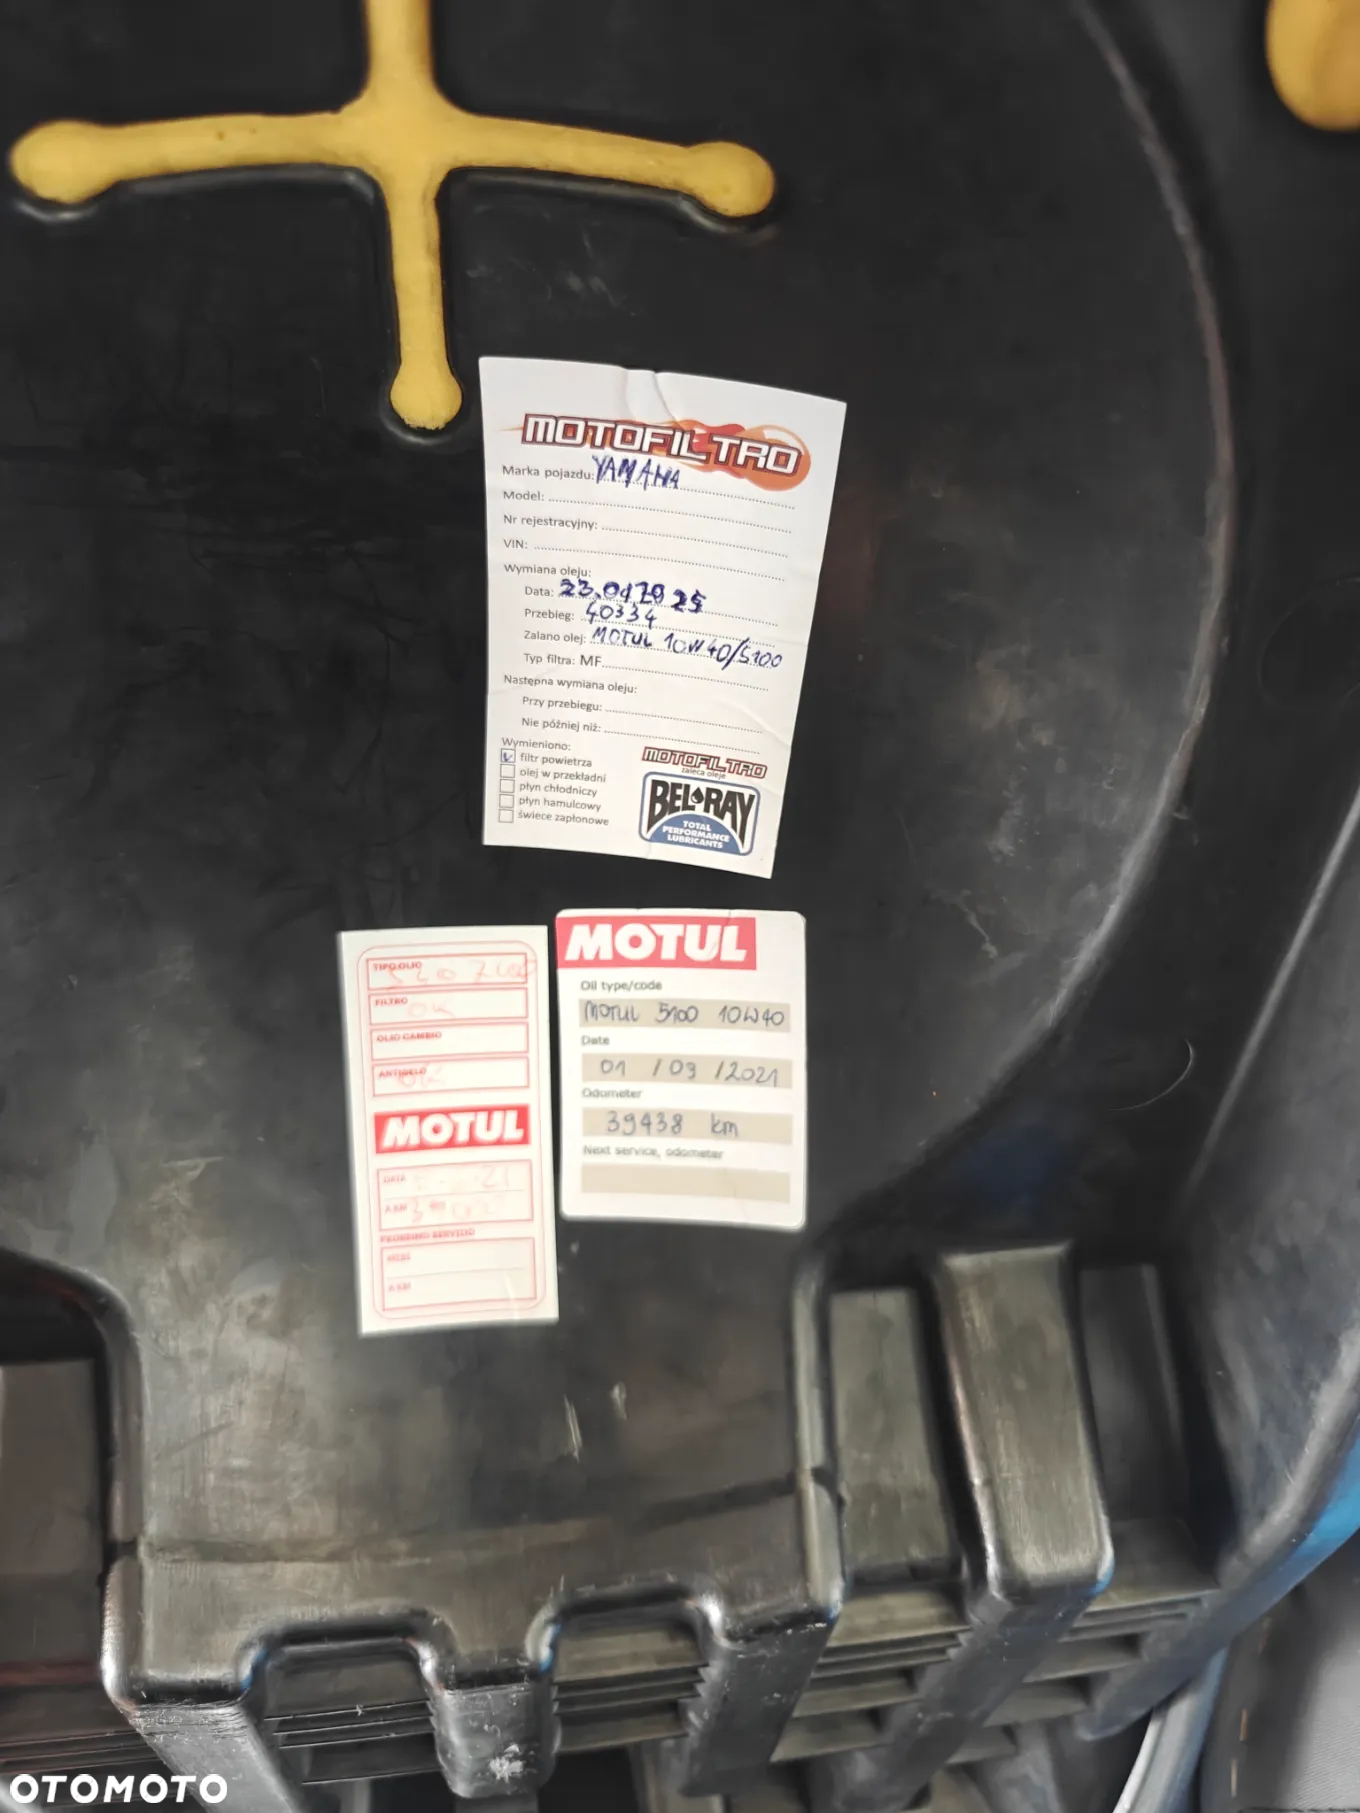 MOTOFILTRO
Marka pojazdu: YAMAHA
Model:
Nr rejestracyjny:
VIN:
Wymiana oleju:
Data: 23.01.2025
Przebieg: 40334
Zalano olej: MOTUL 10W40/5100
Typ filtra: MF
Następna wymiana oleju:
Przy przebiegu:
Nie później niż:
Wymieniono:
filtr powietrza
olej w przekładni
płyn chłodniczy
płyn hamulcowy
świece zapłonowe
MOTOFILTRO
zaleca oleje
BEL-RAY
TOTAL
PERFORMANCE
LUBRICANTS
TIPO OLIO
FILTRO OK
OLIO CAMBIO
ANTIGELO OK
MOTUL
DATA 21
A KM
PROSSIMO SERVIZIO
A KM
MOTUL
Oil type/code
MOTUL 5100 10W40
Date
01 / 03 / 2021
Odometer
39438 km
Next service, odometer
OTOMOTO